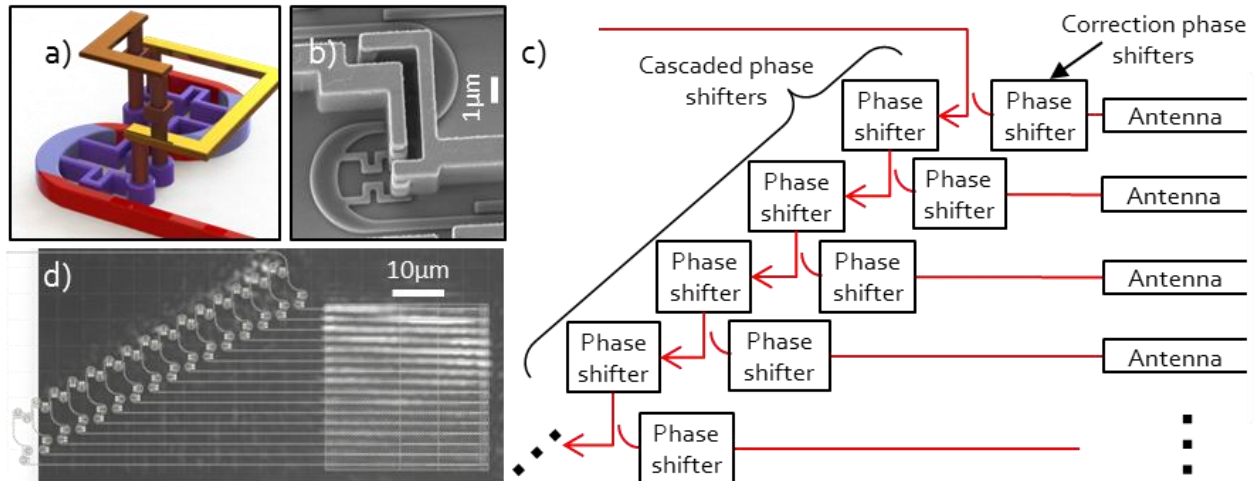 a)
b)
1μm
c)
Cascaded phase
shifters
Correction phase
shifters
Phase
shifter
Phase
shifter
Antenna
Phase
shifter
Phase
shifter
Antenna
Phase
shifter
Phase
shifter
Antenna
Phase
shifter
Phase
shifter
Antenna
Phase
shifter
d)
10μm